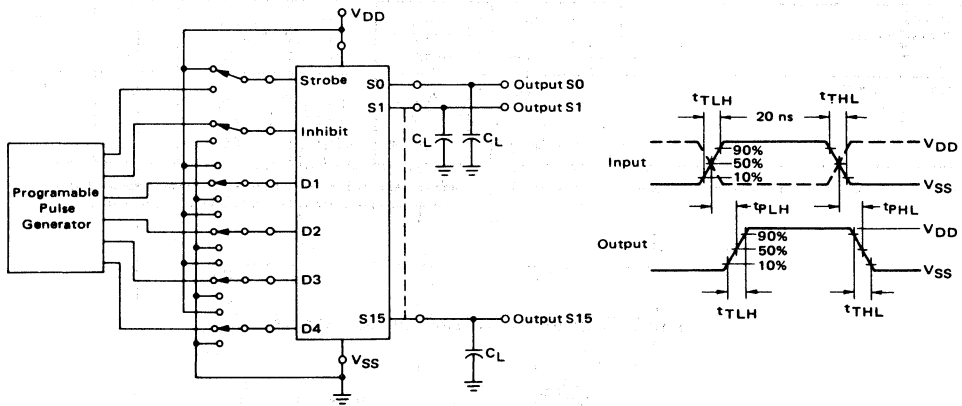 VDD
Strobe
S0
Output S0
S1
Output S1
CL
CL
Inhibit
Programable
Pulse
Generator
D1
D2
D3
D4
S15
Output S15
CL
VSS
tTLH
tTHL
20 ns
Input
90%
50%
10%
VDD
VSS
tPLH
tPHL
Output
90%
50%
10%
VDD
VSS
tTLH
tTHL